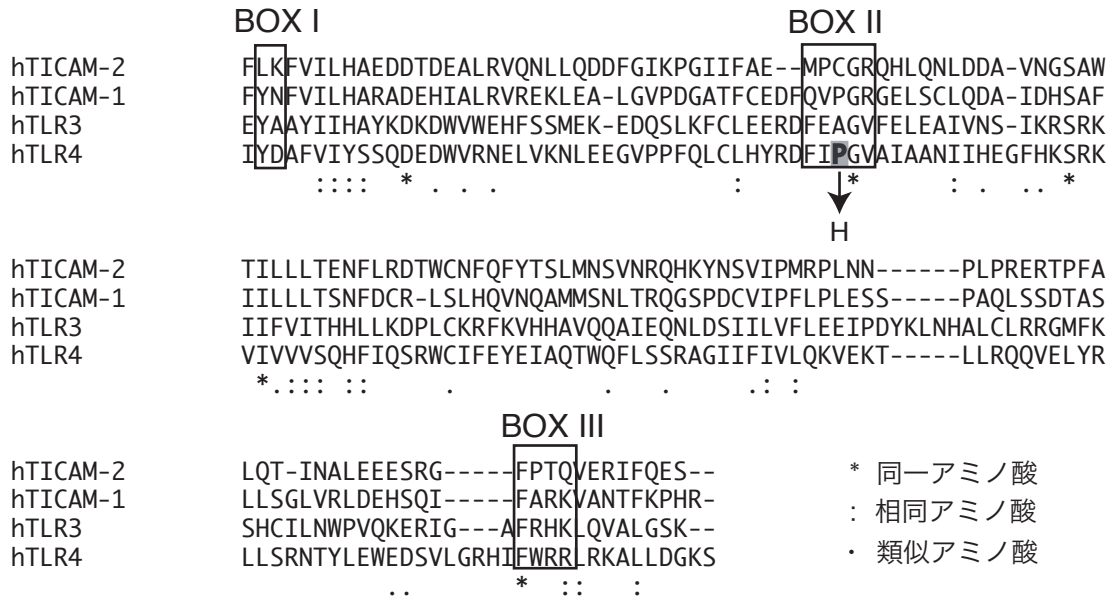 BOX I BOX II
hTICAM-2 FLKFVILHAEDDTDEALRVQNLLQDDFGIKPGIIFAE--MPCGRQHLQNLDDA-VNGSAW
hTICAM-1 FYNFVILHARADEHIALRVREKLEA-LGVPDGATFCEDFQVPGRGELSCLQDA-IDHSAF
hTLR3 EYAAYIIHAYKDKDWVWEHFSSMEK-EDQSLKFCLEERDFEAGVFELEAIVNS-IKRSRK
hTLR4 IYDAFVIYSSQDEDWVRNELVKNLEEGVPPFQLCLHYRDFIPGVAIAANIIHEGFHKSRK
:::: * . . . : * : . .. *
H
hTICAM-2 TILLLTENFLRDTWCNFQFYTSLMNSVNRQHKYNSVIPMRPLNN------PLPRERTPFA
hTICAM-1 IILLLTSNFDCR-LSLHQVNQAMMSNLTRQGSPDCVIPFLPLESS------PAQLSSDTAS
hTLR3 IIFVITHHLLKDPLCKRFKVHHAVQQAIEQNLDSIILVFLEEIPDYKLNHALCLRRGMFK
hTLR4 VIVVVSQHFIQSRWCIFEYEIAQTWQFLSSRAGIIFIVLQKVEKT-----LLRQQVELYR
*.::: :: . . . .: :
BOX III
hTICAM-2 LQT-INALEEESRG-----FPTQVERIFQES--
hTICAM-1 LLSGLVRLDEHSQI-----FARKVANTFKPHR-
hTLR3 SHCILNWPVQKERIG---AFRHKLQVALGSK--
hTLR4 LLSRNTYLEWEDSVLGRHIFWRRLRKALLDGKS
.. * :: :
* 同一アミノ酸
: 相同アミノ酸
・ 類似アミノ酸